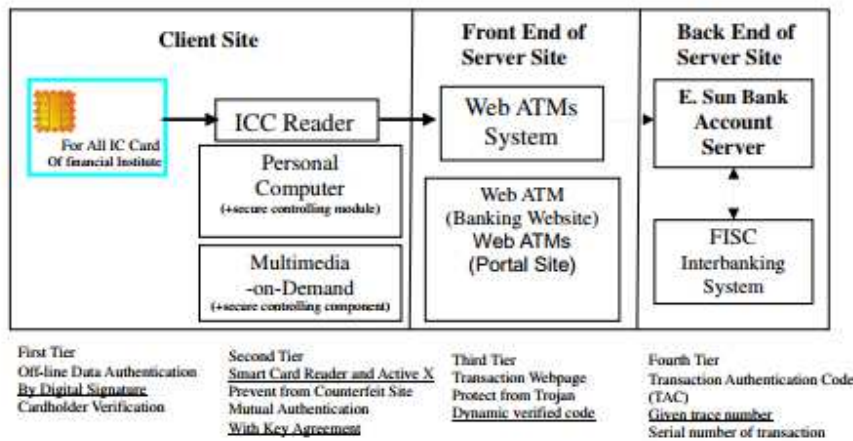 Client Site
Front End of
Server Site
Back End of
Server Site
For All IC Card
Of financial Institute
ICC Reader
Personal
Computer
(+secure controlling module)
Multimedia
-on-Demand
(+secure controlling component)
Web ATMs
System
Web ATM
(Banking Website)
Web ATMs
(Portal Site)
E. Sun Bank
Account
Server
FISC
Interbanking
System
First Tier
Off-line Data Authentication
By Digital Signature
Cardholder Verification
Second Tier
Smart Card Reader and Active X
Prevent from Counterfeit Site
Mutual Authentication
With Key Agreement
Third Tier
Transaction Webpage
Protect from Trojan
Dynamic verified code
Fourth Tier
Transaction Authentication Code
(TAC)
Given trace number
Serial number of transaction